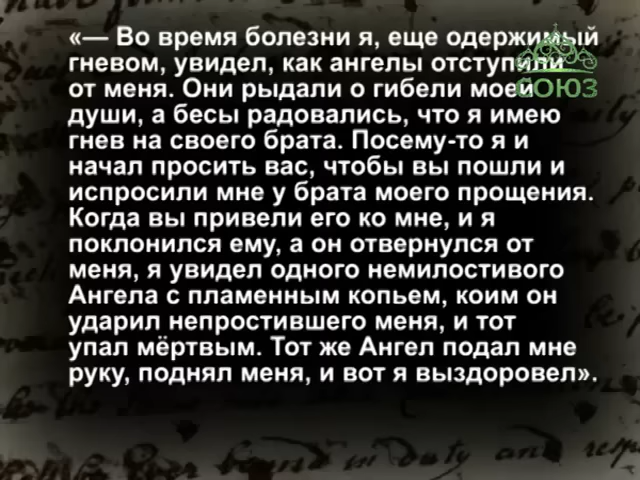 «— Во время болезни я, еще одержимый
гневом, увидел, как ангелы отступили
от меня. Они рыдали о гибели моей
СОЮЗ
души, а бесы радовались, что я имею
гнев на своего брата. Посему-то я и
начал просить вас, чтобы вы пошли и
испросили мне у брата моего прощения.
Когда вы привели его ко мне, и я
поклонился ему, а он отвернулся от
меня, я увидел одного немилостивого
Ангела с пламенным копьем, коим он
ударил непростившего меня, и тот
упал мёртвым. Тот же Ангел подал мне
руку, поднял меня, и вот я выздоровел».
in duty and